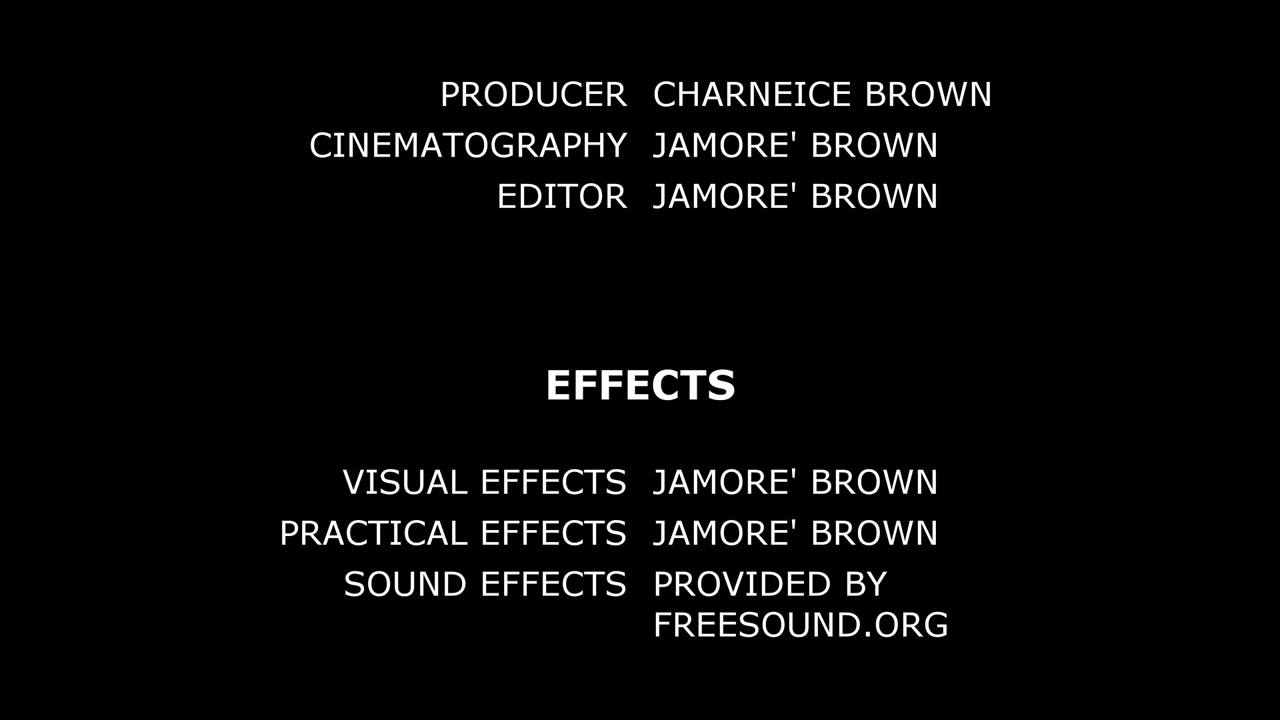 PRODUCER CHARNEICE BROWN
CINEMATOGRAPHY JAMORE' BROWN
EDITOR JAMORE' BROWN
EFFECTS
VISUAL EFFECTS JAMORE' BROWN
PRACTICAL EFFECTS JAMORE' BROWN
SOUND EFFECTS PROVIDED BY
FREESOUND.ORG